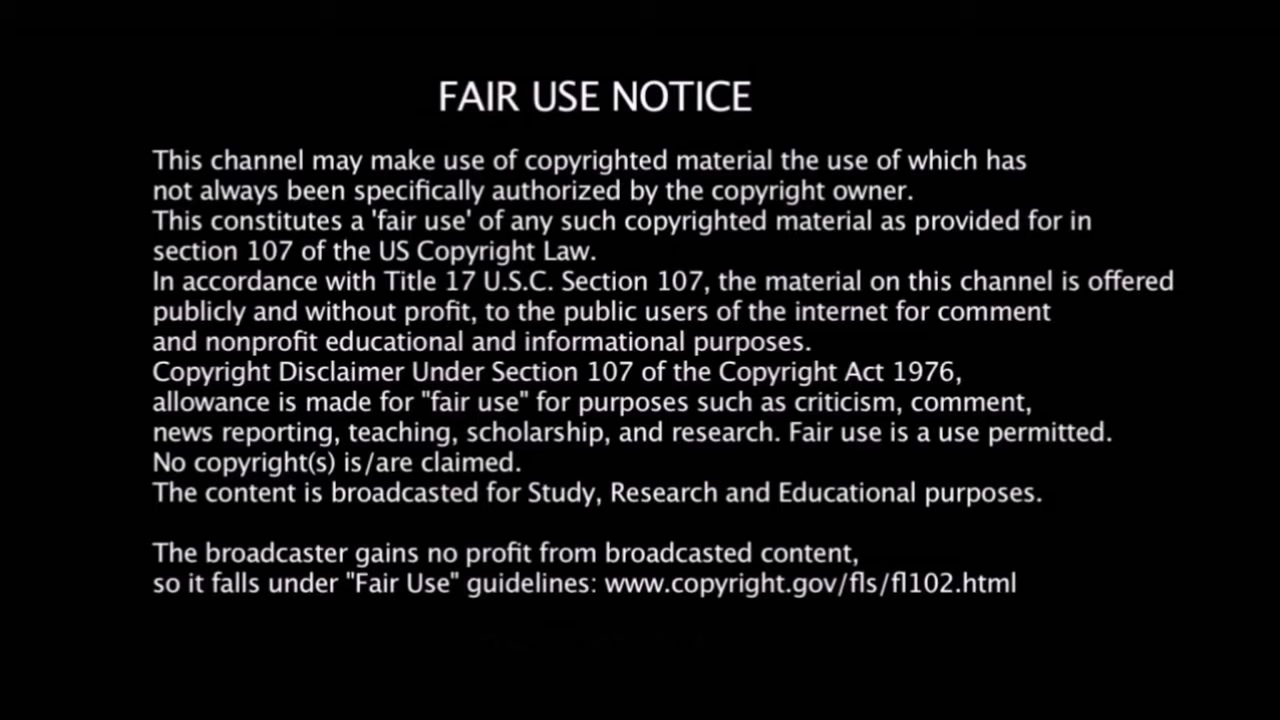 FAIR USE NOTICE
This channel may make use of copyrighted material the use of which has
not always been specifically authorized by the copyright owner.
This constitutes a 'fair use' of any such copyrighted material as provided for in
section 107 of the US Copyright Law.
In accordance with Title 17 U.S.C. Section 107, the material on this channel is offered
publicly and without profit, to the public users of the internet for comment
and nonprofit educational and informational purposes.
Copyright Disclaimer Under Section 107 of the Copyright Act 1976,
allowance is made for "fair use" for purposes such as criticism, comment,
news reporting, teaching, scholarship, and research. Fair use is a use permitted.
No copyright(s) is/are claimed.
The content is broadcasted for Study, Research and Educational purposes.
The broadcaster gains no profit from broadcasted content,
so it falls under "Fair Use" guidelines: www.copyright.gov/fls/fl102.html